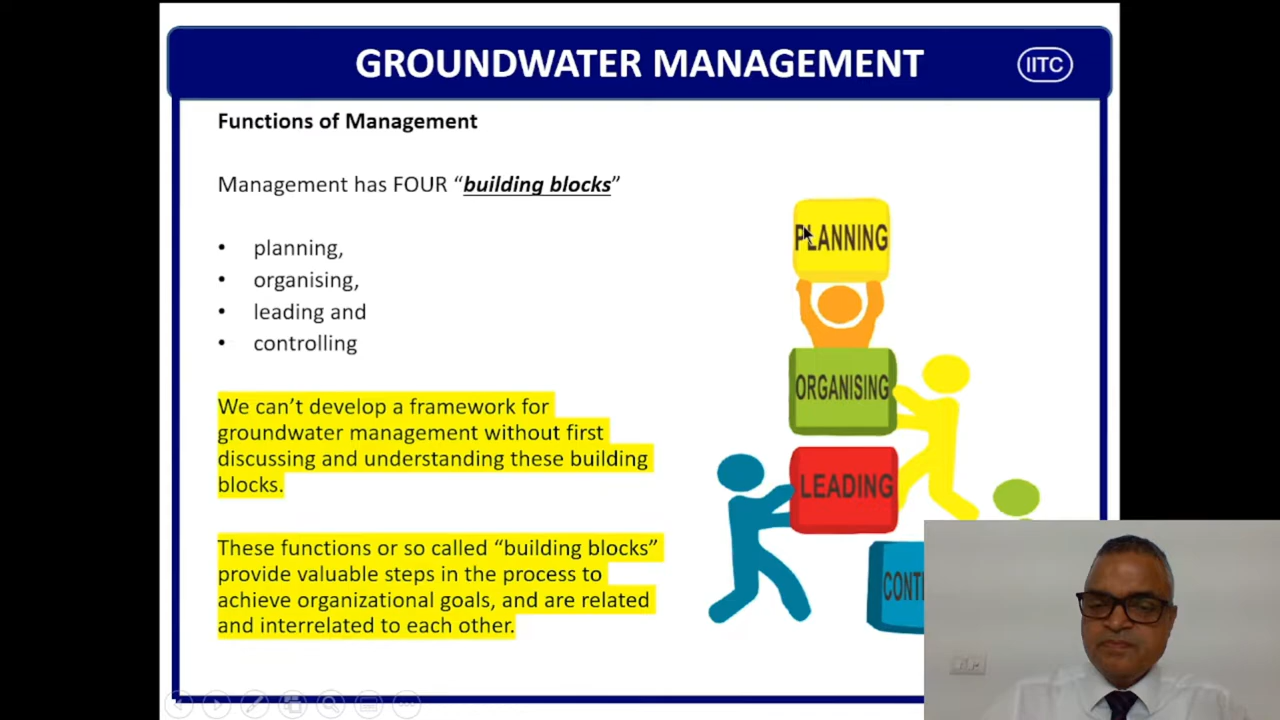 GROUNDWATER MANAGEMENT
IITC
Functions of Management
Management has FOUR “building blocks”
• planning,
• organising,
• leading and
• controlling
We can’t develop a framework for
groundwater management without first
discussing and understanding these building
blocks.
These functions or so called “building blocks”
provide valuable steps in the process to
achieve organizational goals, and are related
and interrelated to each other.
PLANNING
ORGANISING
LEADING